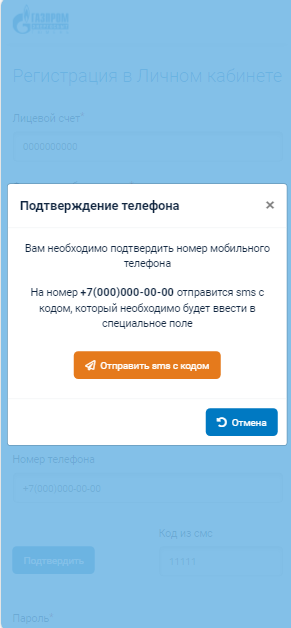 ГАЗПРОМ
Регистрация в Личном кабинете
Лицевой счет*
0000000000
Подтверждение телефона ×
Вам необходимо подтвердить номер мобильного
телефона
На номер +7(000)000-00-00 отправится sms с
кодом, который необходимо будет ввести в
специальное поле
Отправить sms с кодом
Отмена
Номер телефона
+7(000)000-00-00
Код из смс
Подтвердить
11111
Пароль*